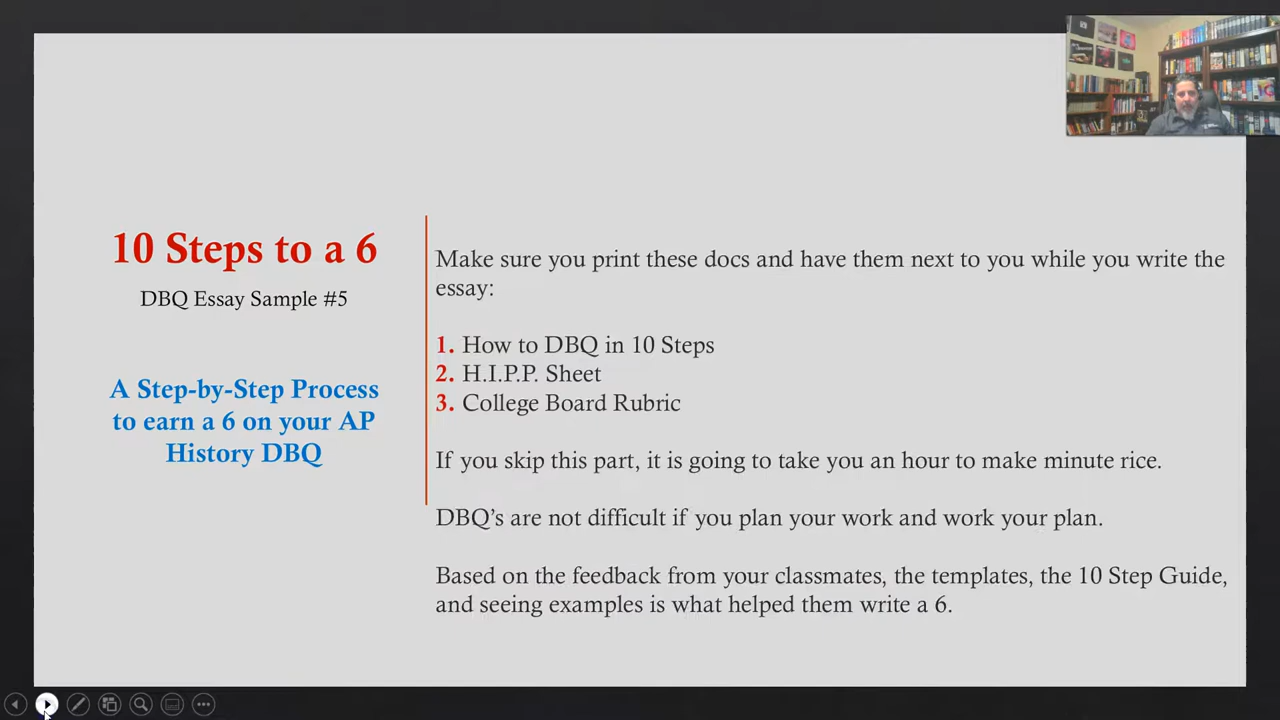 10 Steps to a 6
DBQ Essay Sample #5
A Step-by-Step Process
to earn a 6 on your AP
History DBQ
Make sure you print these docs and have them next to you while you write the
essay:
1. How to DBQ in 10 Steps
2. H.I.P.P. Sheet
3. College Board Rubric
If you skip this part, it is going to take you an hour to make minute rice.
DBQ’s are not difficult if you plan your work and work your plan.
Based on the feedback from your classmates, the templates, the 10 Step Guide,
and seeing examples is what helped them write a 6.